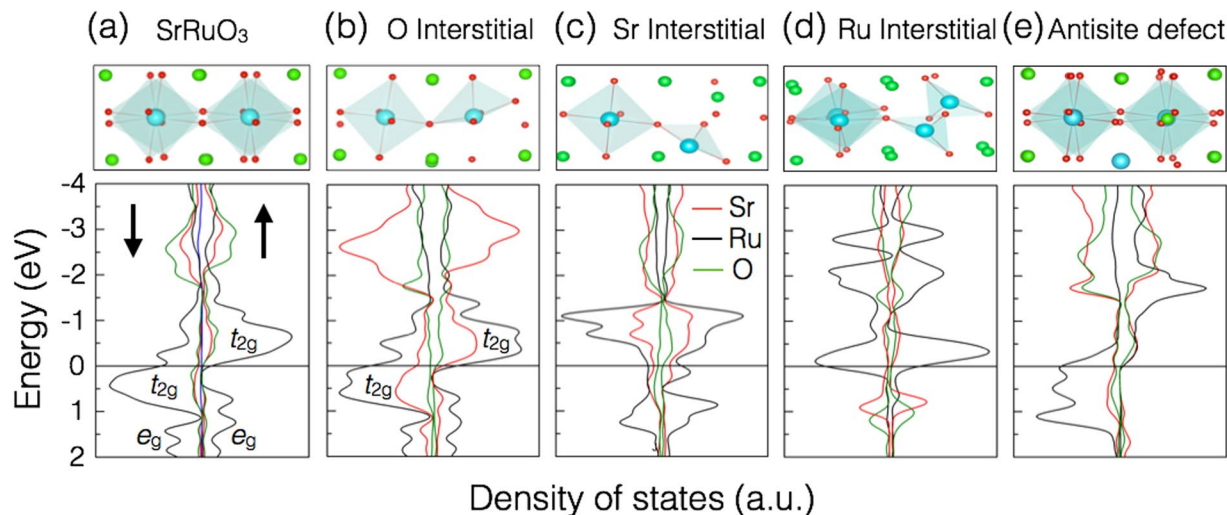 (a) SrRuO₃
(b) O Interstitial
(c) Sr Interstitial
(d) Ru Interstitial
(e) Antisite defect
Energy (eV)
-4
-3
-2
-1
0
1
2
t2g
t2g
eg
eg
t2g
t2g
Sr
Ru
O
Density of states (a.u.)